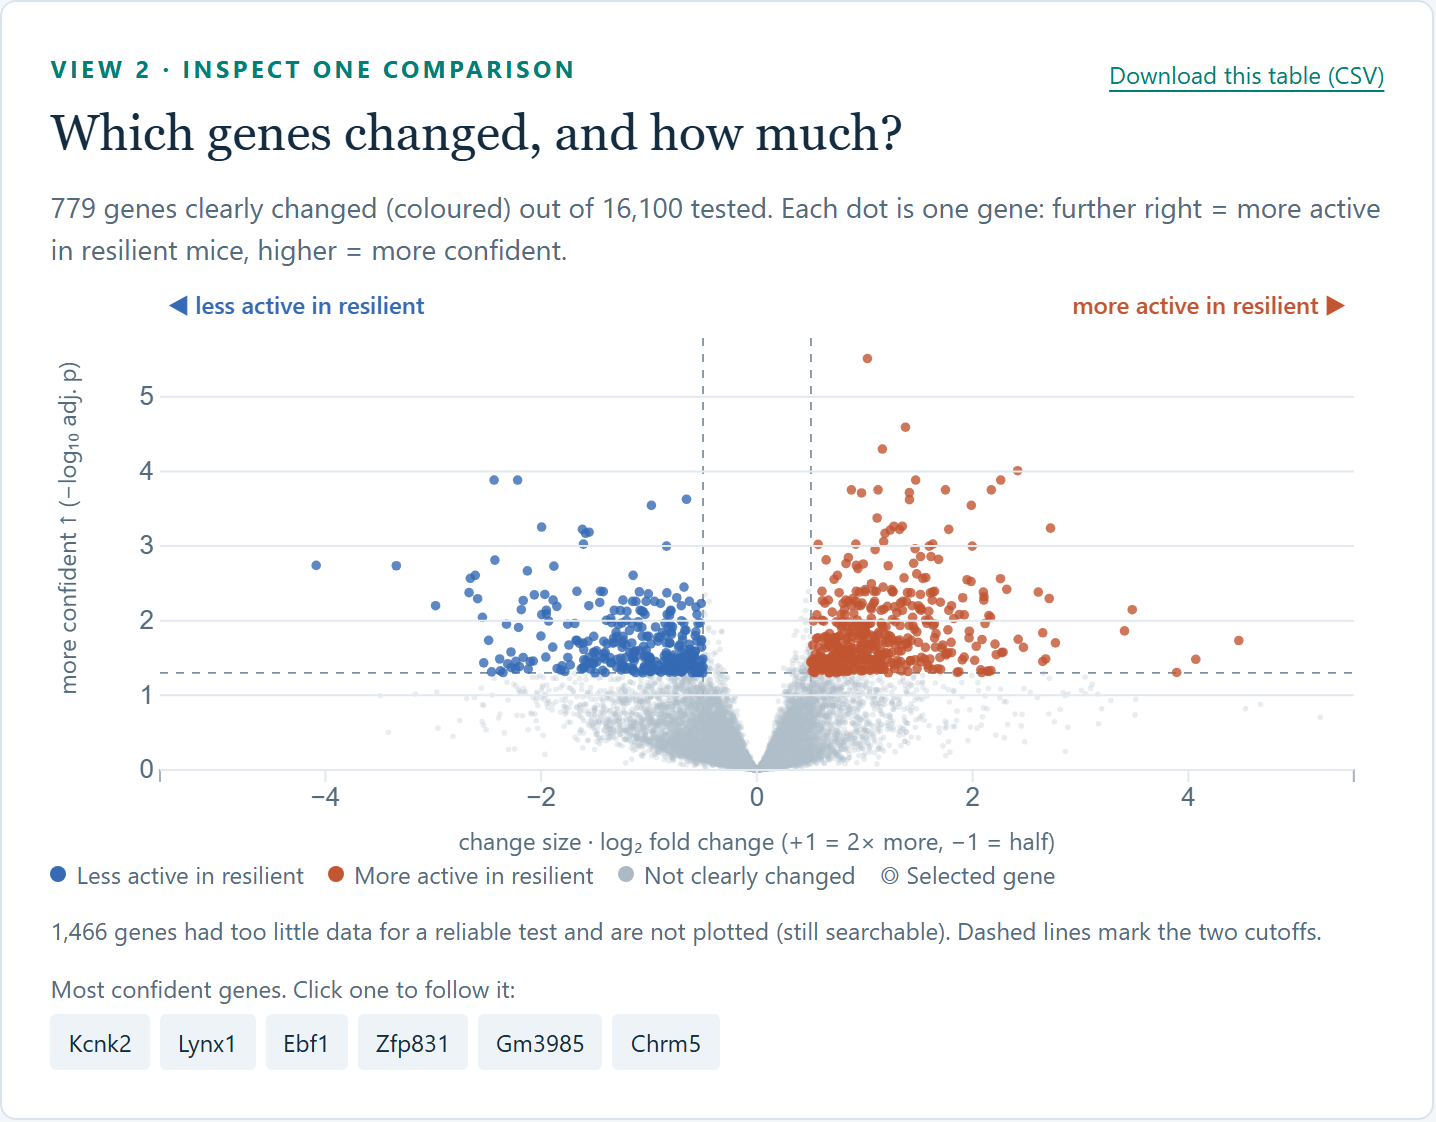 VIEW 2 · INSPECT ONE COMPARISON
Download this table (CSV)
Which genes changed, and how much?
779 genes clearly changed (coloured) out of 16,100 tested. Each dot is one gene: further right = more active
in resilient mice, higher = more confident.
◀ less active in resilient
more active in resilient ▶
more confident ↑ (−log₁₀ adj. p)
5
4
3
2
1
0
−4
−2
0
2
4
change size · log₂ fold change (+1 = 2× more, −1 = half)
Less active in resilient
More active in resilient
Not clearly changed
Selected gene
1,466 genes had too little data for a reliable test and are not plotted (still searchable). Dashed lines mark the two cutoffs.
Most confident genes. Click one to follow it:
Kcnk2
Lynx1
Ebf1
Zfp831
Gm3985
Chrm5